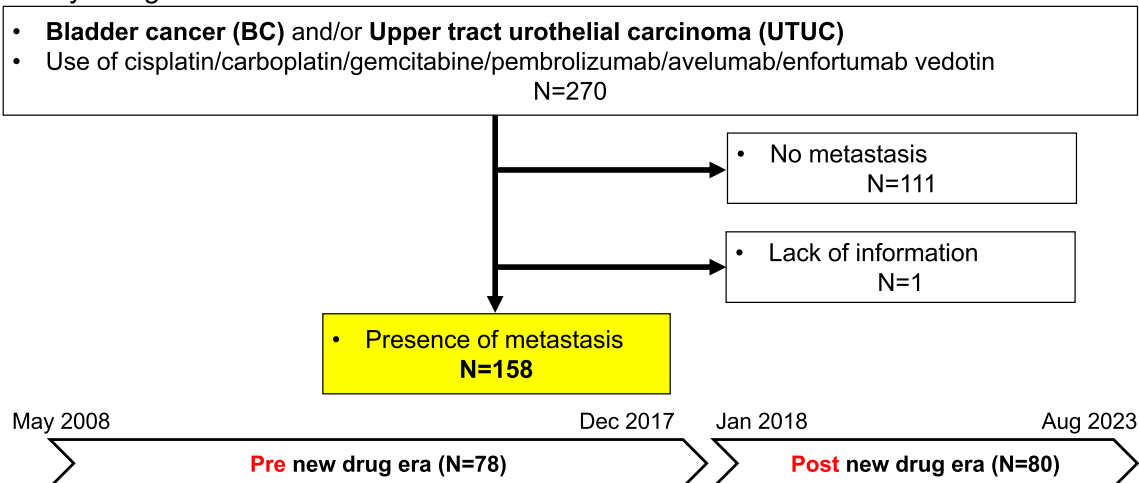 • Bladder cancer (BC) and/or Upper tract urothelial carcinoma (UTUC)
• Use of cisplatin/carboplatin/gemcitabine/pembrolizumab/avelumab/enfortumab vedotin
N=270
• No metastasis
N=111
• Lack of information
N=1
• Presence of metastasis
N=158
May 2008 Dec 2017 Jan 2018 Aug 2023
Pre new drug era (N=78) Post new drug era (N=80)